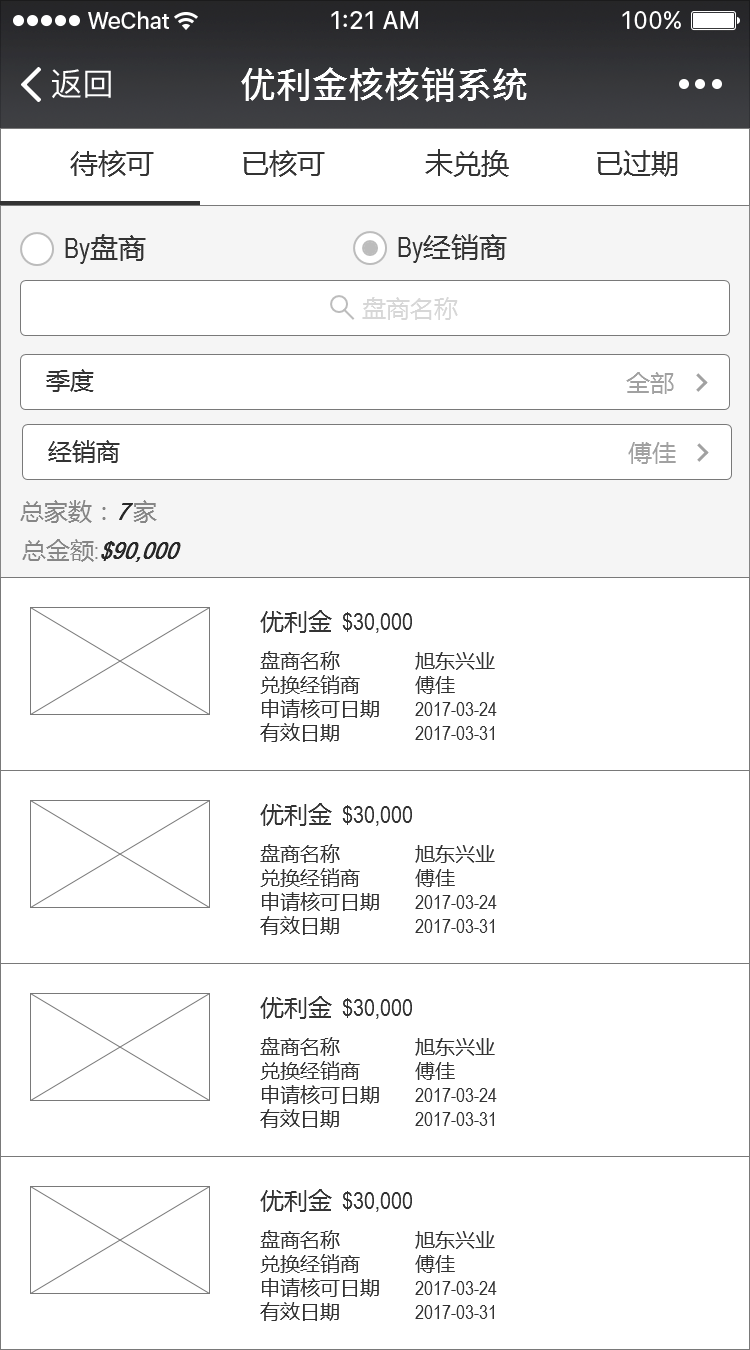 WeChat 1:21 AM 100%
返回 优利金核核销系统
待核可 已核可 未兑换 已过期
By盘商 By经销商
盘商名称
季度 全部
经销商 傅佳
总家数：7家
总金额:$90,000
优利金 $30,000
盘商名称 旭东兴业
兑换经销商 傅佳
申请核可日期 2017-03-24
有效日期 2017-03-31
优利金 $30,000
盘商名称 旭东兴业
兑换经销商 傅佳
申请核可日期 2017-03-24
有效日期 2017-03-31
优利金 $30,000
盘商名称 旭东兴业
兑换经销商 傅佳
申请核可日期 2017-03-24
有效日期 2017-03-31
优利金 $30,000
盘商名称 旭东兴业
兑换经销商 傅佳
申请核可日期 2017-03-24
有效日期 2017-03-31